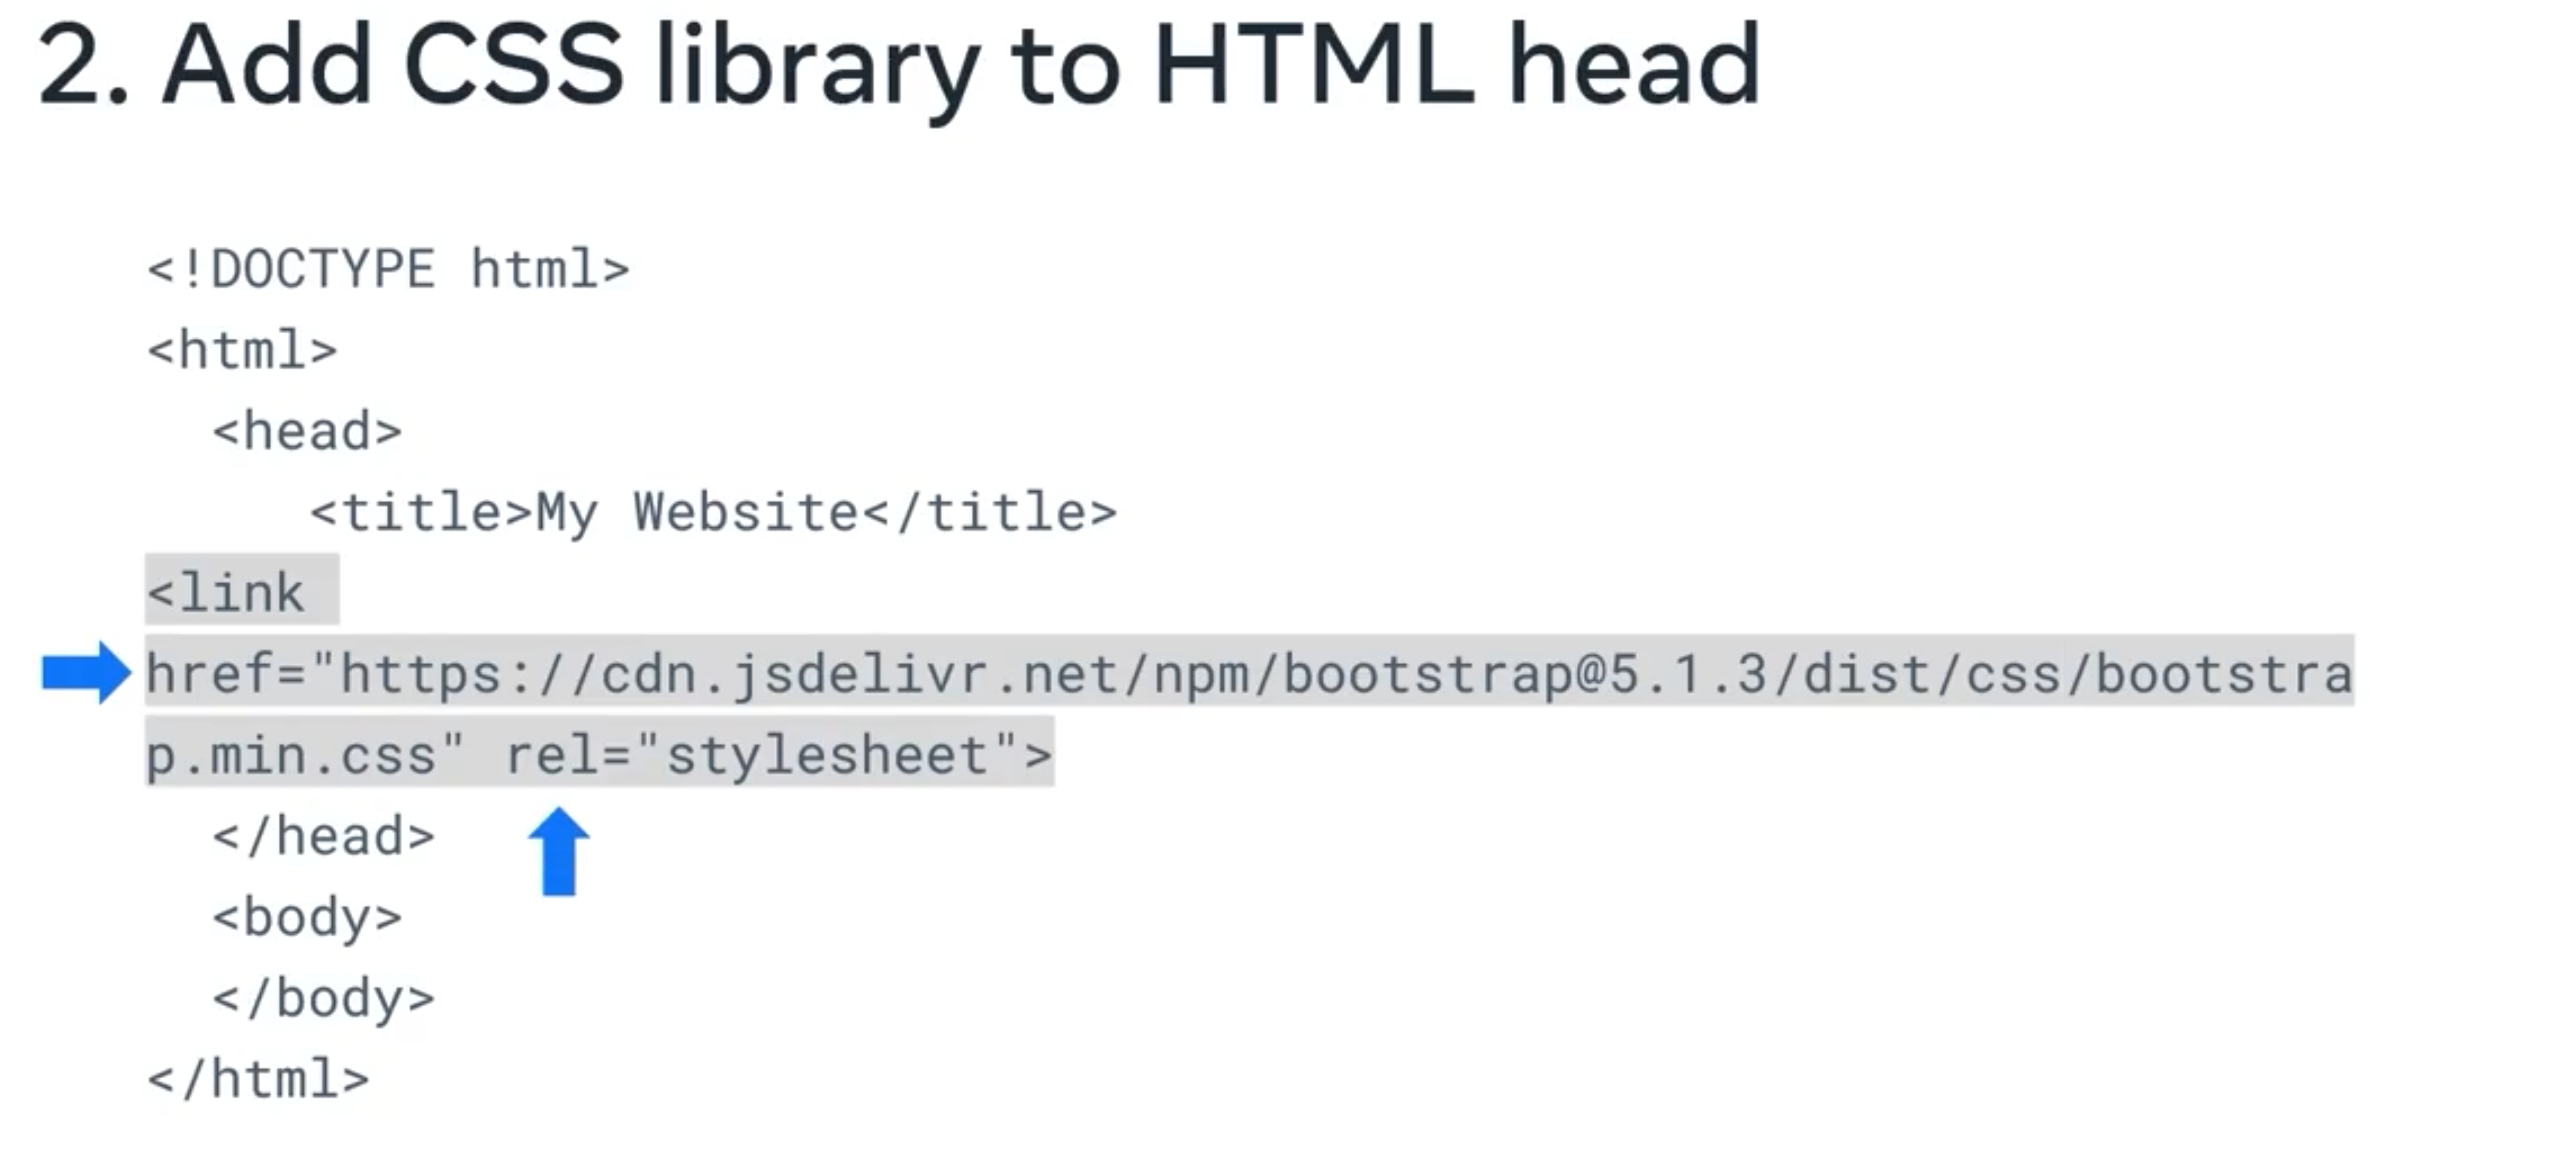 2. Add CSS library to HTML head
<!DOCTYPE html>
<html>
<head>
<title>My Website</title>
<link
href="https://cdn.jsdelivr.net/npm/bootstrap@5.1.3/dist/css/bootstra
p.min.css" rel="stylesheet">
</head>
<body>
</body>
</html>